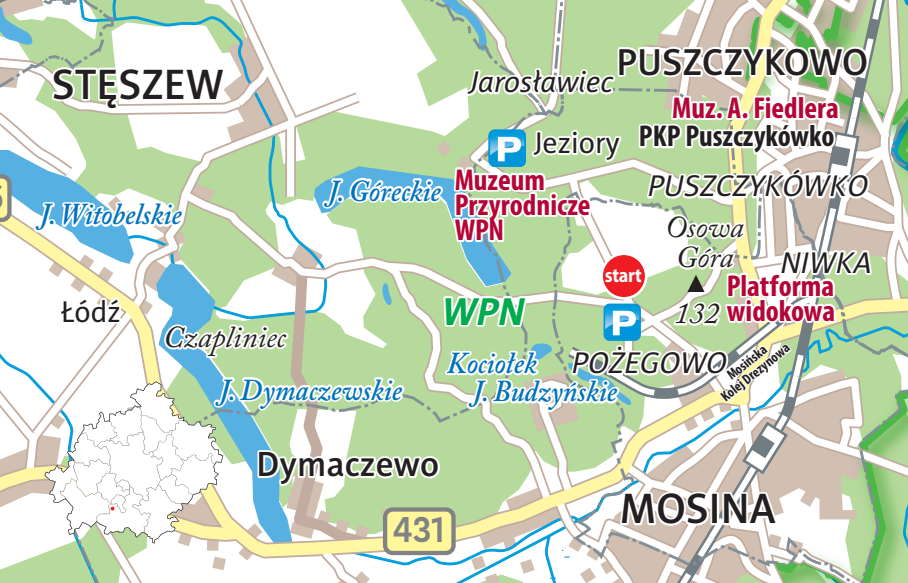 STĘSZEW
PUSZCZYKOWO
Jarosławiec
Muz. A. Fiedlera
PKP Puszczykówko
P
Jeziory
J. Góreckie
Muzeum
Przyrodnicze
WPN
PUSZCZYKÓWKO
J. Witobelskie
Osowa
Góra
132
NIWKA
start
Platforma
widokowa
WPN
P
Łódź
Czapliniec
Kociołek
POŻEGOWO
Mosińska
Kolej Drezynowa
J. Dymaczewskie
J. Budzyńskie
Dymaczewo
MOSINA
431